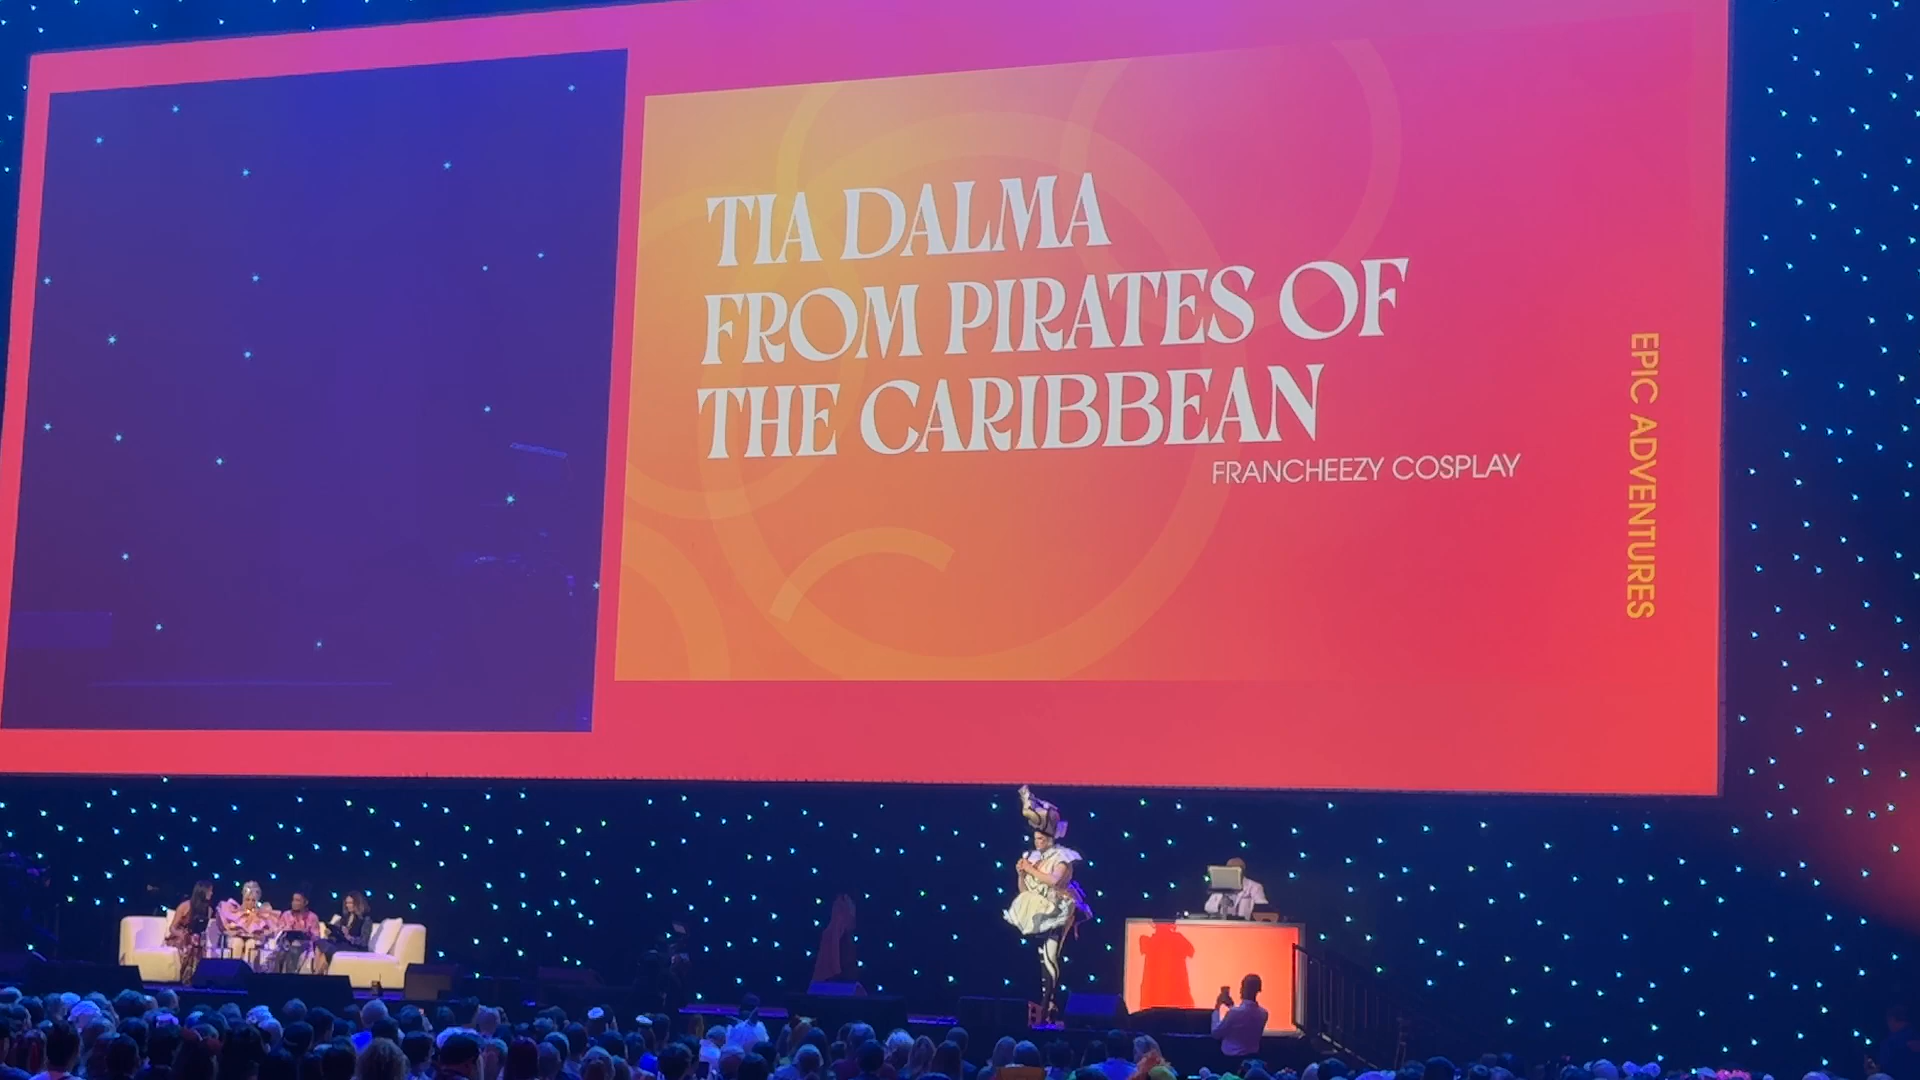 TIA DALMA
FROM PIRATES OF
THE CARIBBEAN
FRANCHEEZY COSPLAY
EPIC ADVENTURES